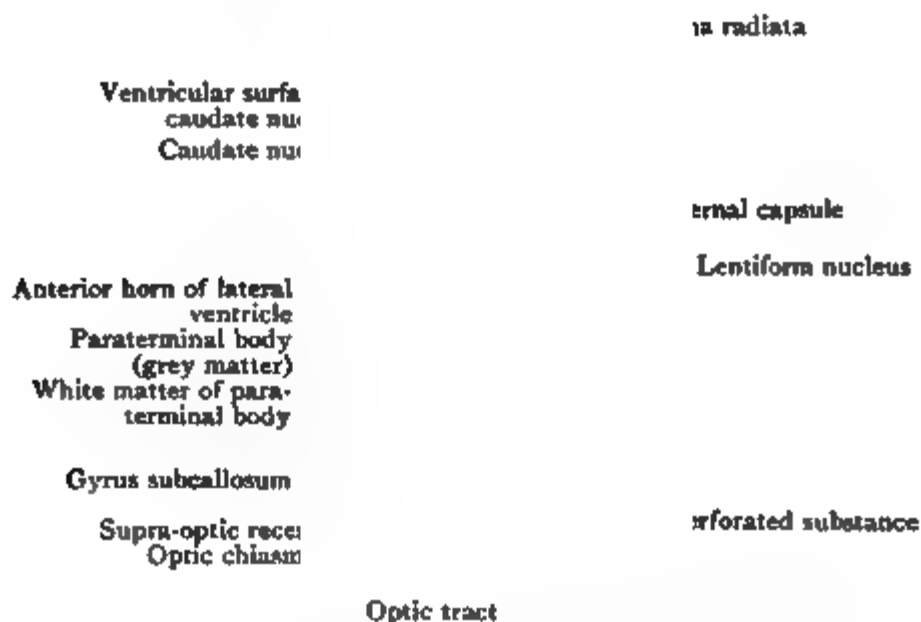 na radiata
Ventricular surfa
caudate nu
Caudate nu
ernal capsule
Lentiform nucleus
Anterior horn of lateral
ventricle
Paraterminal body
(grey matter)
White matter of para-
terminal body
Gyrus subcallosum
Supra-optic rece
Optic chiasm
erforated substance
Optic tract